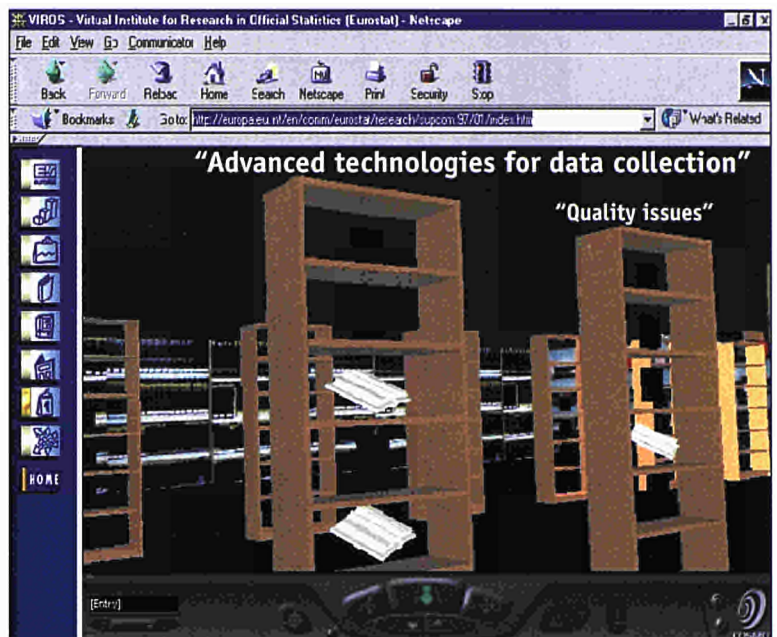 VIROS - Virtual Institute for Research in Official Statistics (Eurostat) - Netscape
File Edit View Go Communicator Help
Back Forward Reload Home Search Netscape Print Security Stop
Bookmarks Go to: http://europa.eu.int/en/comm/eurostat/research/supcom.97/01/index.htm What's Related
"Advanced technologies for data collection"
"Quality issues"
HOME
[Entry]